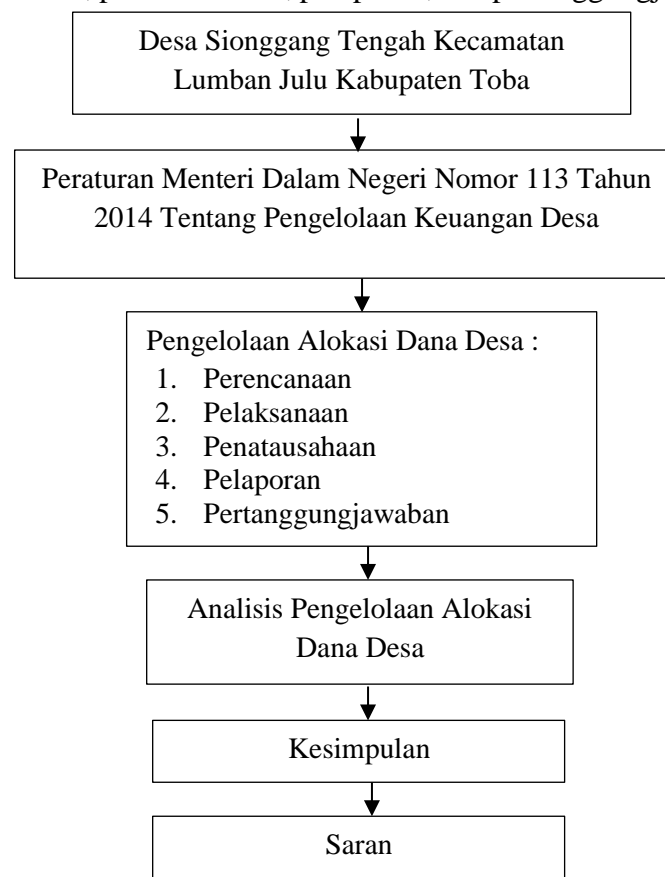 Desa Sionggang Tengah Kecamatan
Lumban Julu Kabupaten Toba
Peraturan Menteri Dalam Negeri Nomor 113 Tahun
2014 Tentang Pengelolaan Keuangan Desa
Pengelolaan Alokasi Dana Desa :
1. Perencanaan
2. Pelaksanaan
3. Penatausahaan
4. Pelaporan
5. Pertanggungjawaban
Analisis Pengelolaan Alokasi
Dana Desa
Kesimpulan
Saran